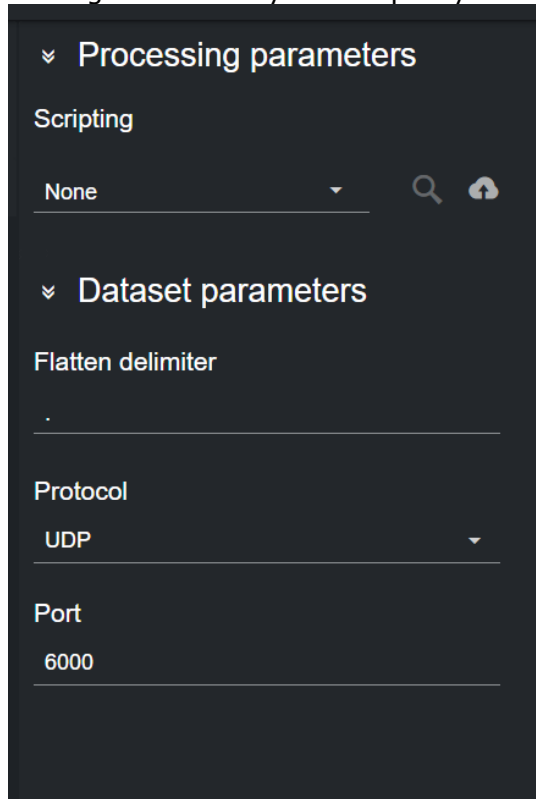 Processing parameters
Scripting
None
Dataset parameters
Flatten delimiter
.
Protocol
UDP
Port
6000